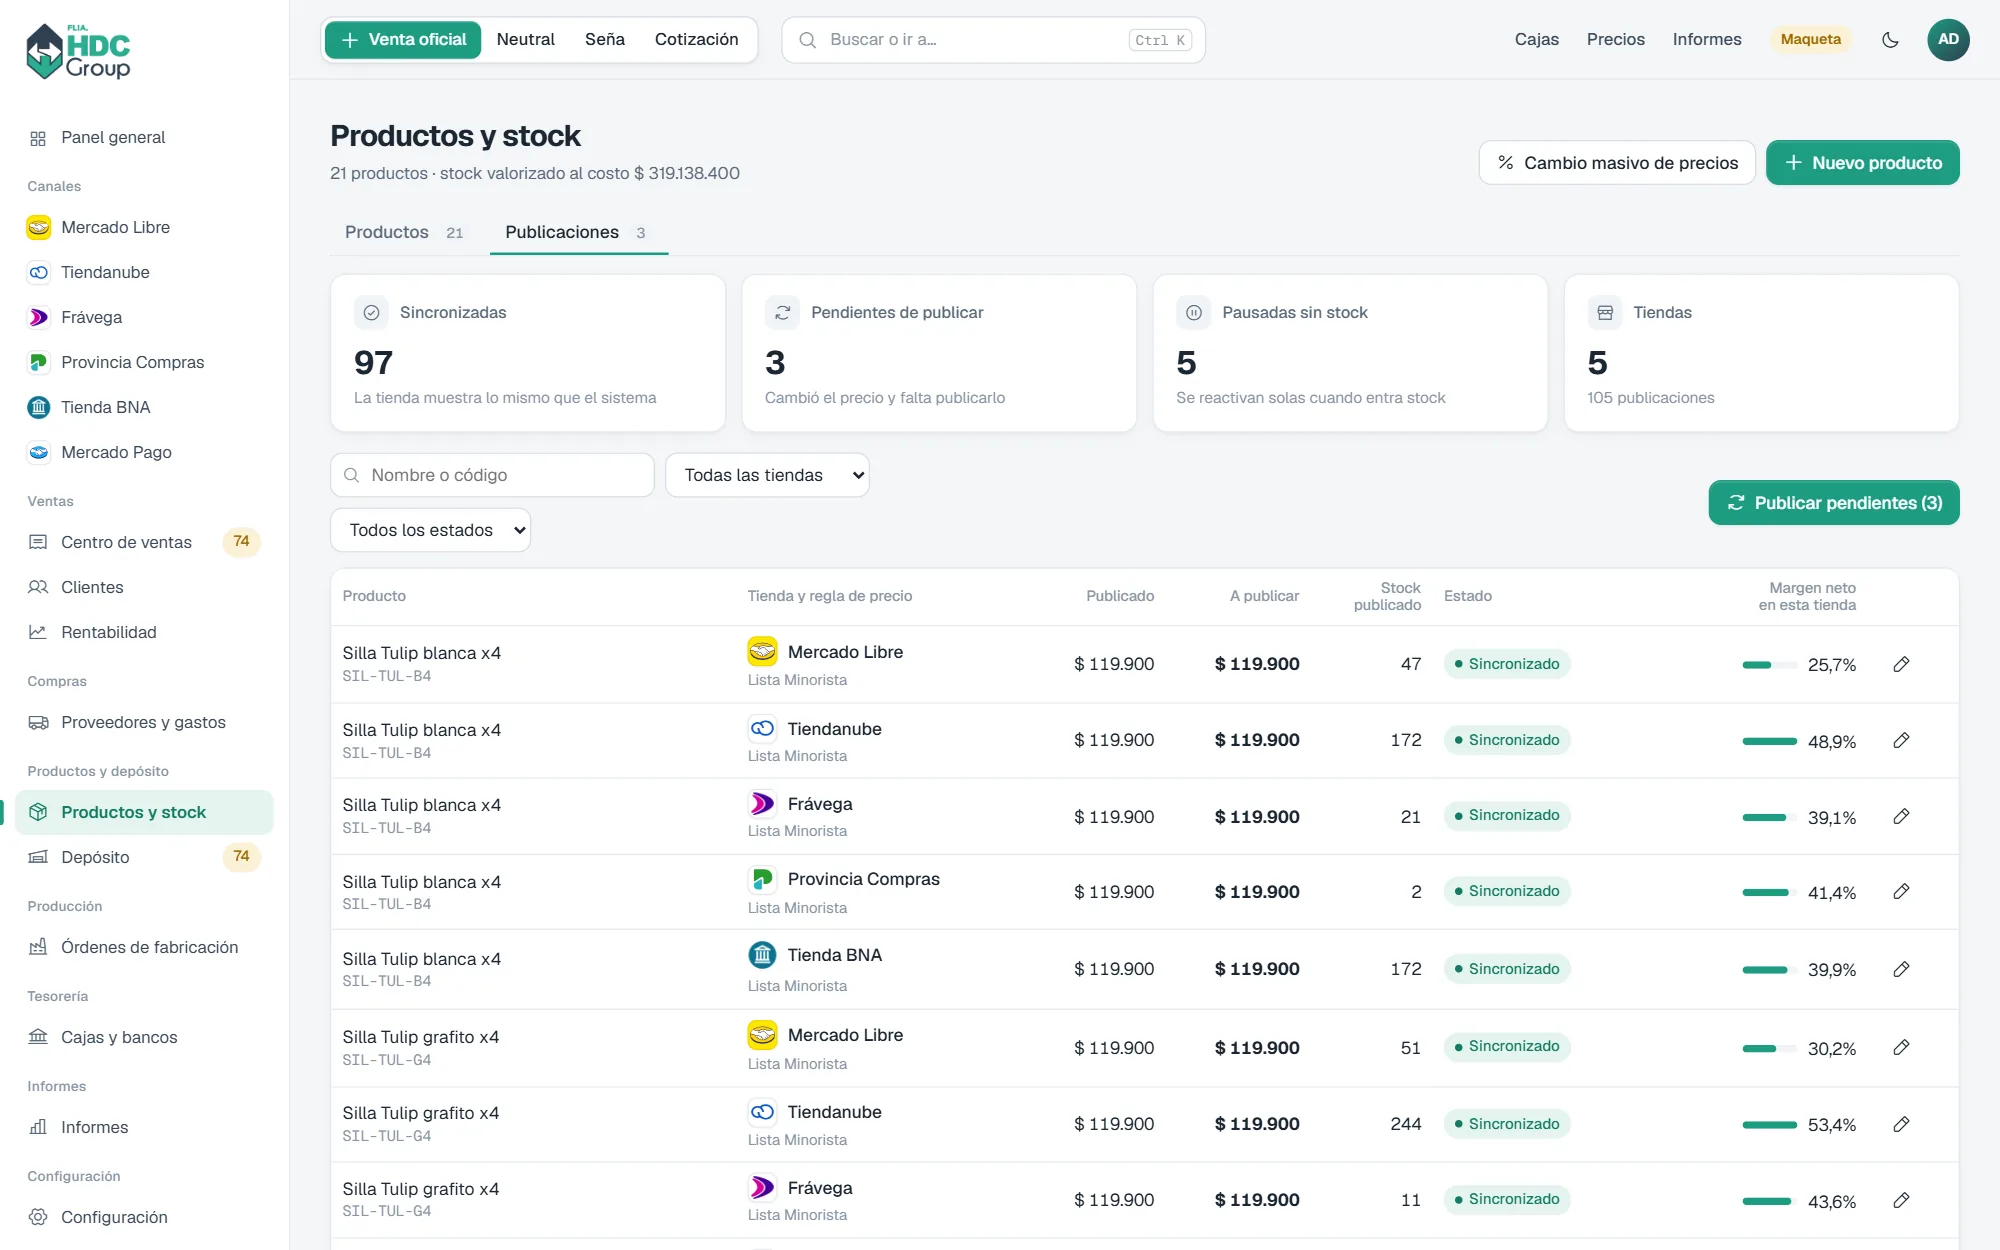 FLIA.
HDC
Group
Venta oficial
Neutral
Seña
Cotización
Buscar o ir a...
Ctrl K
Cajas
Precios
Informes
Maqueta
AD
Panel general
Canales
Mercado Libre
Tiendanube
Frávega
Provincia Compras
Tienda BNA
Mercado Pago
Ventas
Centro de ventas 74
Clientes
Rentabilidad
Compras
Proveedores y gastos
Productos y depósito
Productos y stock
Depósito 74
Producción
Órdenes de fabricación
Tesorería
Cajas y bancos
Informes
Informes
Configuración
Configuración
Productos y stock
21 productos · stock valorizado al costo $ 319.138.400
Cambio masivo de precios
Nuevo producto
Productos 21
Publicaciones 3
Sincronizadas
97
La tienda muestra lo mismo que el sistema
Pendientes de publicar
3
Cambió el precio y falta publicarlo
Pausadas sin stock
5
Se reactivan solas cuando entra stock
Tiendas
5
105 publicaciones
Nombre o código
Todas las tiendas
Todos los estados
Publicar pendientes (3)
Producto
Tienda y regla de precio
Publicado
A publicar
Stock publicado
Estado
Margen neto en esta tienda
Silla Tulip blanca x4
SIL-TUL-B4
Mercado Libre
Lista Minorista
$ 119.900
$ 119.900
47
Sincronizado
25,7%
Silla Tulip blanca x4
SIL-TUL-B4
Tiendanube
Lista Minorista
$ 119.900
$ 119.900
172
Sincronizado
48,9%
Silla Tulip blanca x4
SIL-TUL-B4
Frávega
Lista Minorista
$ 119.900
$ 119.900
21
Sincronizado
39,1%
Silla Tulip blanca x4
SIL-TUL-B4
Provincia Compras
Lista Minorista
$ 119.900
$ 119.900
2
Sincronizado
41,4%
Silla Tulip blanca x4
SIL-TUL-B4
Tienda BNA
Lista Minorista
$ 119.900
$ 119.900
172
Sincronizado
39,9%
Silla Tulip grafito x4
SIL-TUL-G4
Mercado Libre
Lista Minorista
$ 119.900
$ 119.900
51
Sincronizado
30,2%
Silla Tulip grafito x4
SIL-TUL-G4
Tiendanube
Lista Minorista
$ 119.900
$ 119.900
244
Sincronizado
53,4%
Silla Tulip grafito x4
SIL-TUL-G4
Frávega
Lista Minorista
$ 119.900
$ 119.900
11
Sincronizado
43,6%